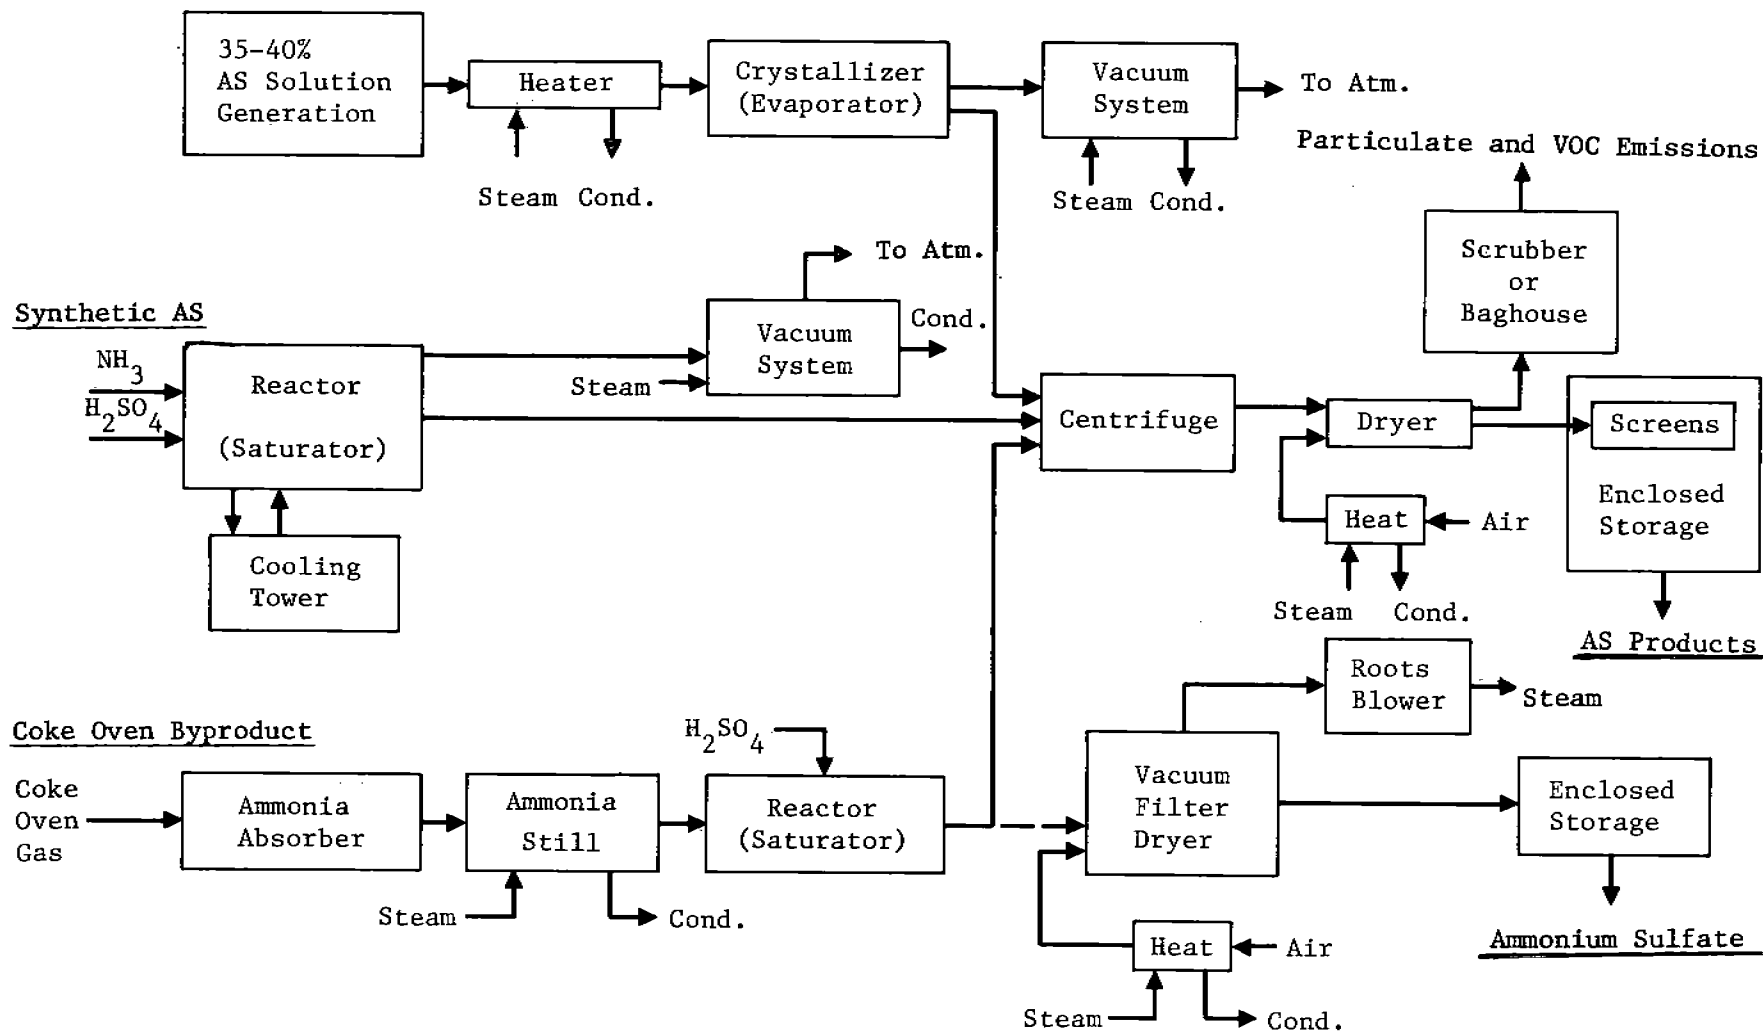 35-40%
AS Solution
Generation
Heater
Steam Cond.
Crystallizer
(Evaporator)
Vacuum
System
Steam Cond.
To Atm.
Particulate and VOC Emissions
Scrubber
or
Baghouse
Synthetic AS
NH3
H2SO4
Reactor
(Saturator)
Cooling
Tower
To Atm.
Vacuum
System
Steam
Cond.
Centrifuge
Dryer
Screens
Enclosed
Storage
Heat
Air
Steam
Cond.
AS Products
Coke Oven Byproduct
Coke
Oven
Gas
Ammonia
Absorber
Ammonia
Still
Steam
Cond.
H2SO4
Reactor
(Saturator)
Vacuum
Filter
Dryer
Roots
Blower
Steam
Enclosed
Storage
Ammonium Sulfate
Heat
Air
Steam
Cond.